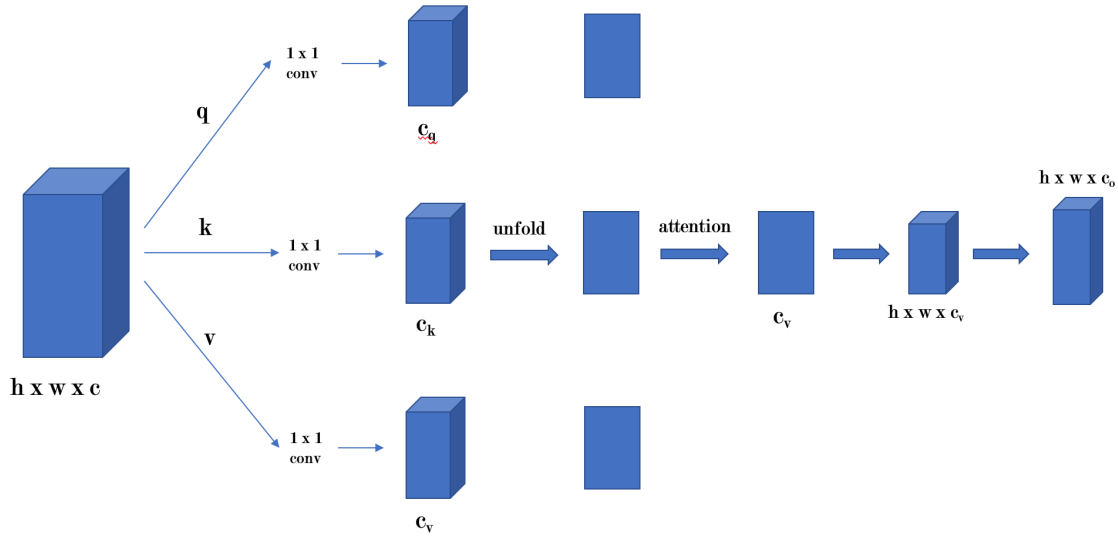 1 x 1
conv
q
c_q
h x w x c_o
k
unfold
attention
1 x 1
conv
c_k
c_v
h x w x c_v
v
h x w x c
1 x 1
conv
c_v